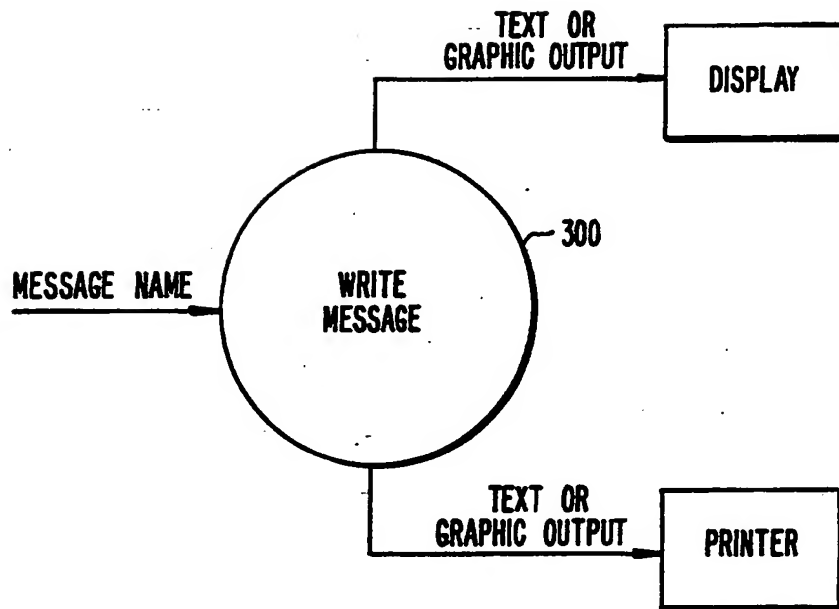 TEXT OR
GRAPHIC OUTPUT
DISPLAY
300
MESSAGE NAME
WRITE
MESSAGE
TEXT OR
GRAPHIC OUTPUT
PRINTER